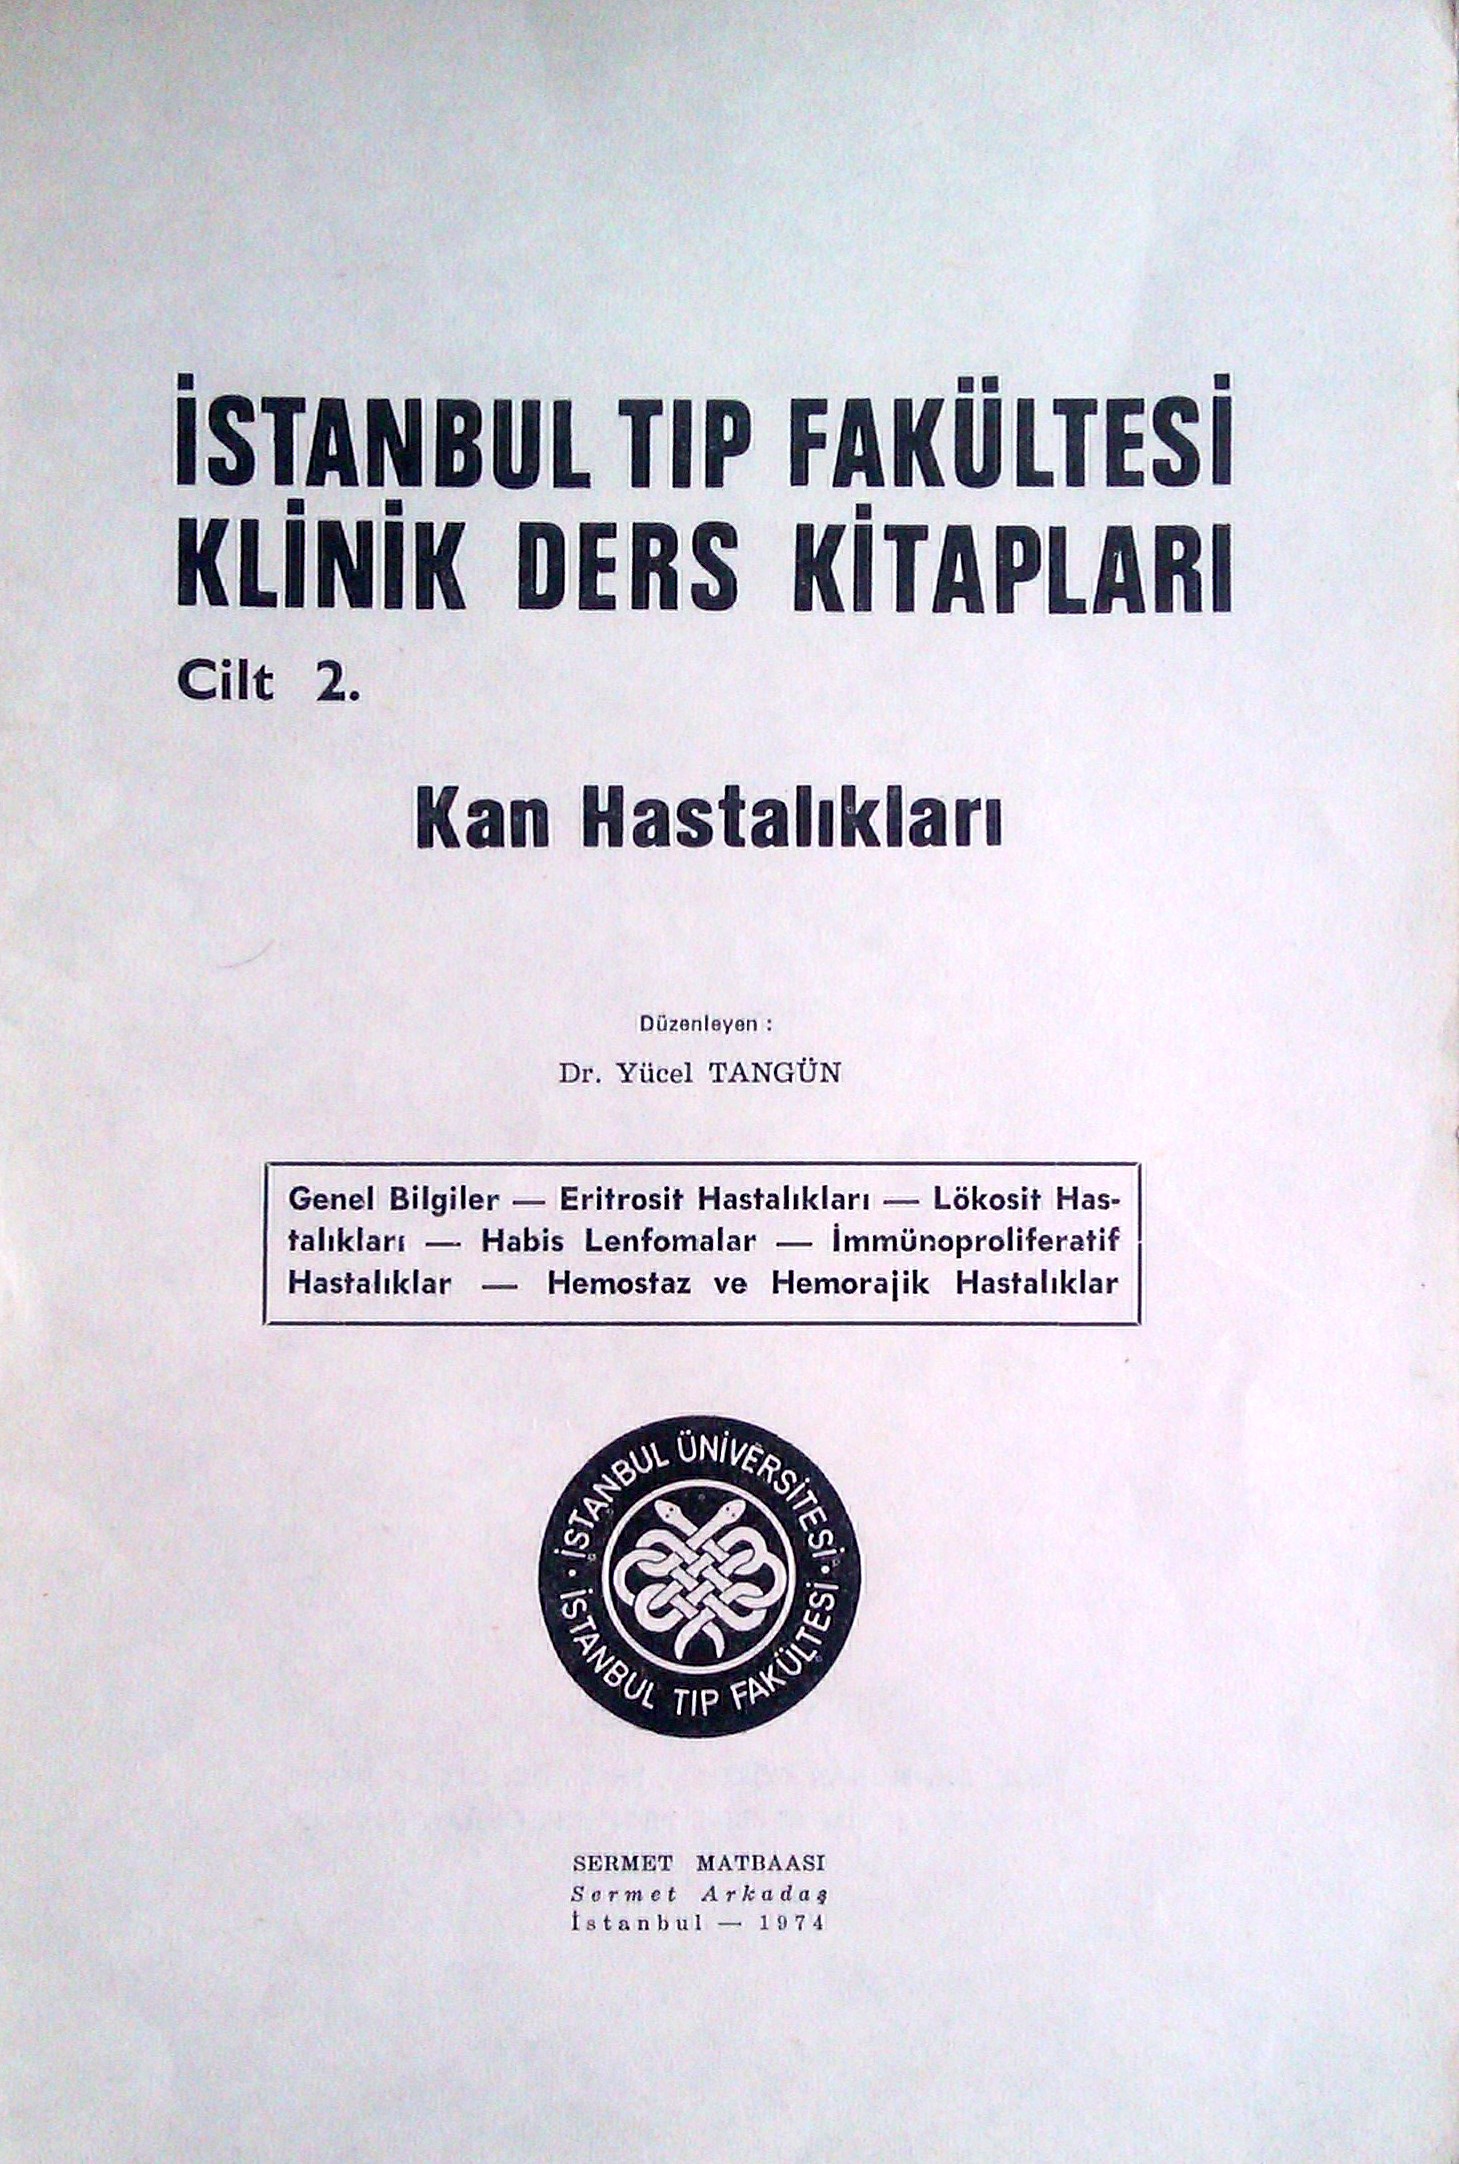 İSTANBUL TIP FAKÜLTESİ
KLİNİK DERS KİTAPLARI
Cilt 2.
Kan Hastalıkları
Düzenleyen :
Dr. Yücel TANGÜN
Genel Bilgiler — Eritrosit Hastalıkları — Lökosit Has-
talıkları — Habis Lenfomalar — İmmünoproliferatif
Hastalıklar — Hemostaz ve Hemorajik Hastalıklar
İSTANBUL ÜNİVERSİTESİ
İSTANBUL TIP FAKÜLTESİ
SERMET MATBAASI
Sermet Arkadaş
İstanbul — 1974